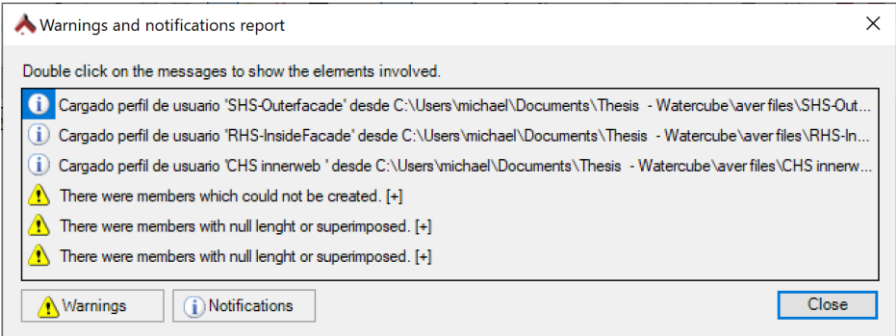 Warnings and notifications report
Double click on the messages to show the elements involved.
Cargado perfil de usuario 'SHS-Outerfacade' desde C:\Users\michael\Documents\Thesis - Watercube\aver files\SHS-Out...
Cargado perfil de usuario 'RHS-InsideFacade' desde C:\Users\michael\Documents\Thesis - Watercube\aver files\RHS-In...
Cargado perfil de usuario 'CHS innerweb ' desde C:\Users\michael\Documents\Thesis - Watercube\aver files\CHS innerw...
There were members which could not be created. [+]
There were members with null lenght or superimposed. [+]
There were members with null lenght or superimposed. [+]
Warnings Notifications Close